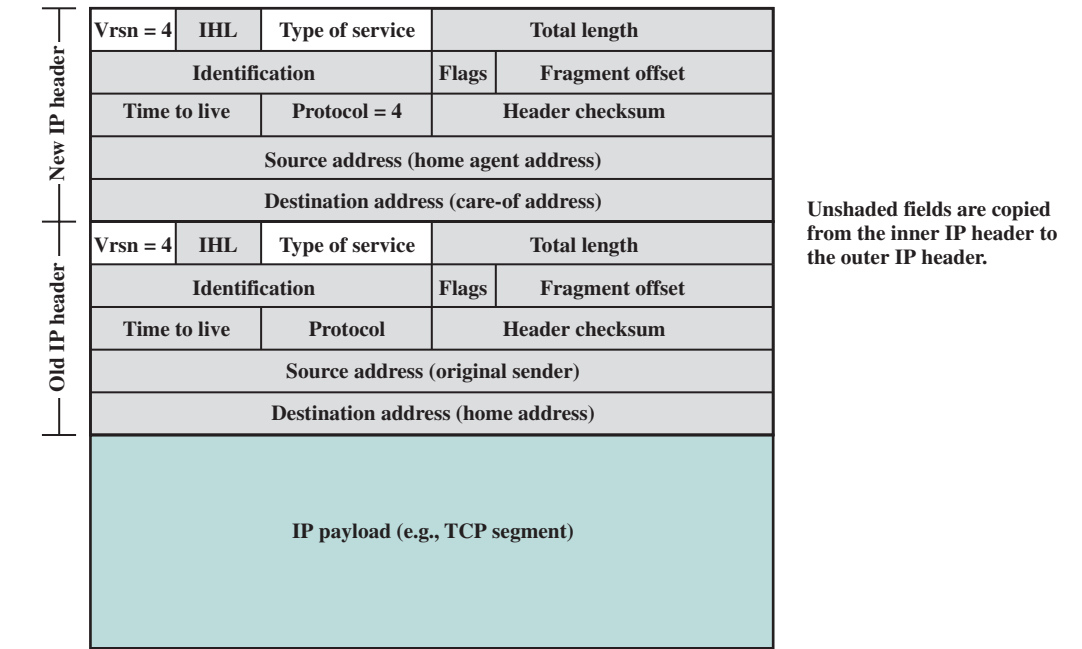 New IP header
Vrsn = 4 IHL Type of service Total length
Identification Flags Fragment offset
Time to live Protocol = 4 Header checksum
Source address (home agent address)
Destination address (care-of address)
Old IP header
Vrsn = 4 IHL Type of service Total length
Identification Flags Fragment offset
Time to live Protocol Header checksum
Source address (original sender)
Destination address (home address)
IP payload (e.g., TCP segment)
Unshaded fields are copied
from the inner IP header to
the outer IP header.